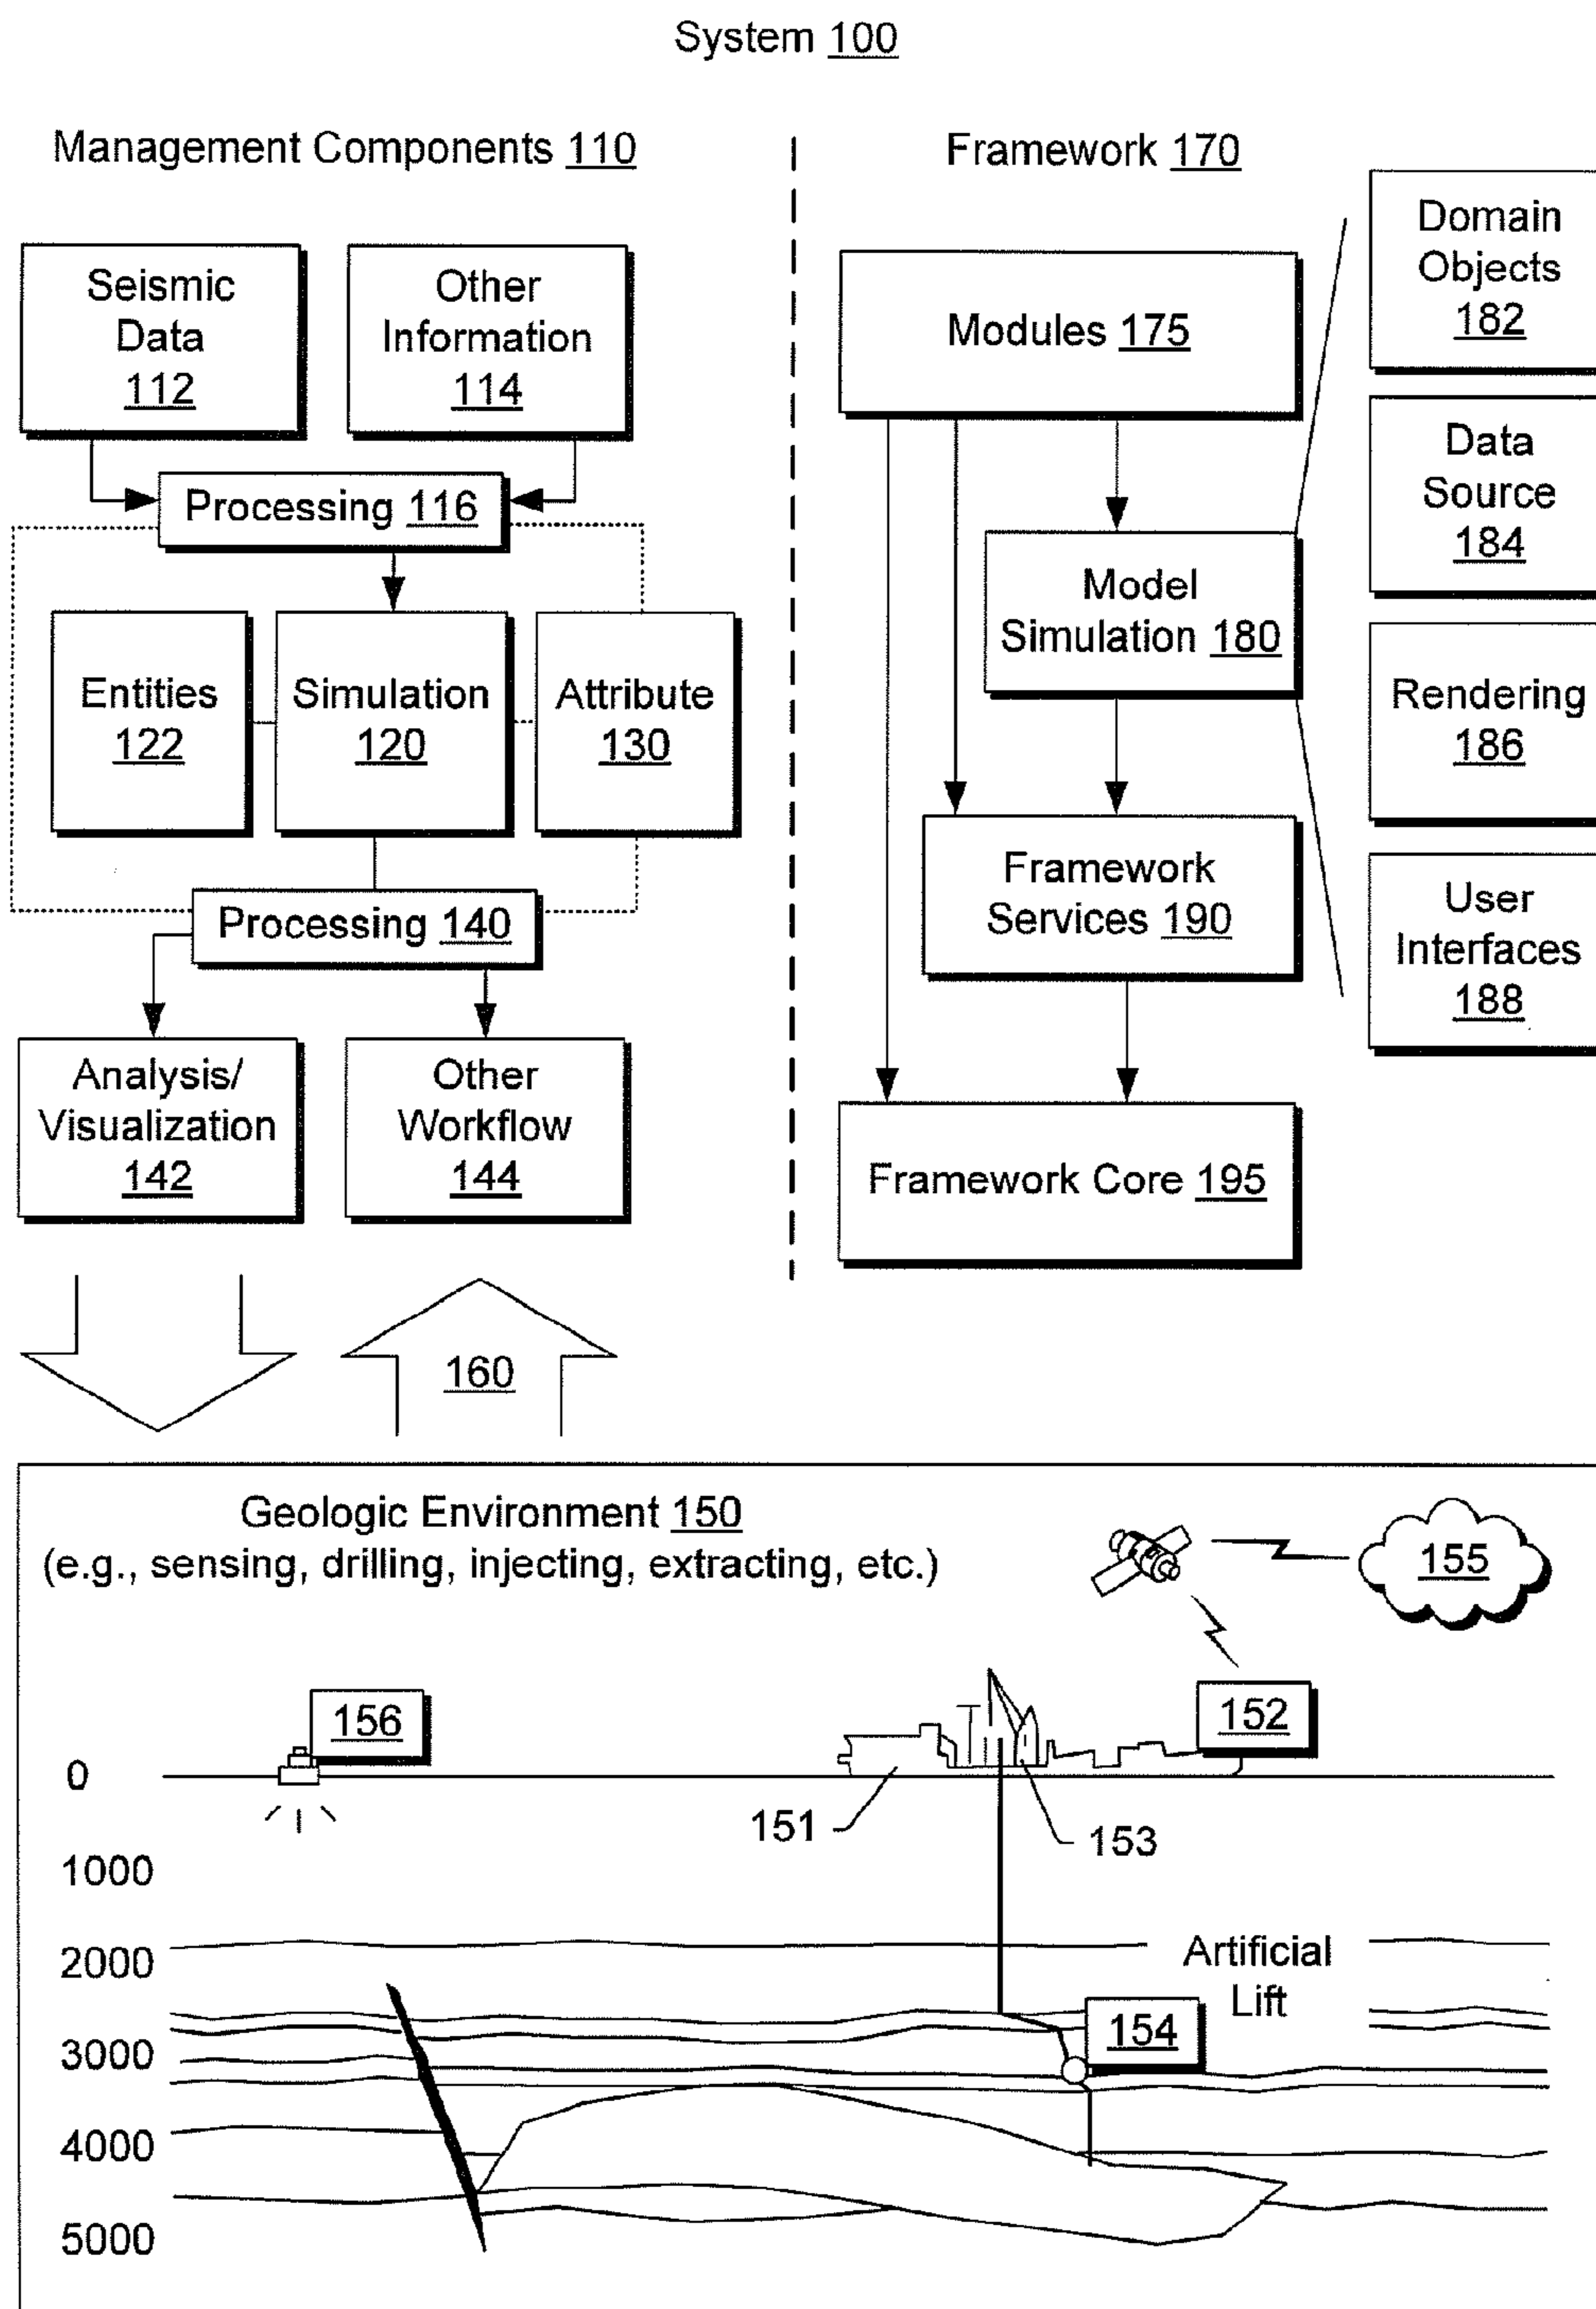 System 100
Management Components 110
Seismic
Data
112
Other
Information
114
Processing 116
Entities
122
Simulation
120
Attribute
130
Processing 140
Analysis/
Visualization
142
Other
Workflow
144
160
Framework 170
Modules 175
Model
Simulation 180
Framework
Services 190
Framework Core 195
Domain
Objects
182
Data
Source
184
Rendering
186
User
Interfaces
188
Geologic Environment 150
(e.g., sensing, drilling, injecting, extracting, etc.)
155
156
152
0
151
153
1000
2000
Artificial
Lift
154
3000
4000
5000